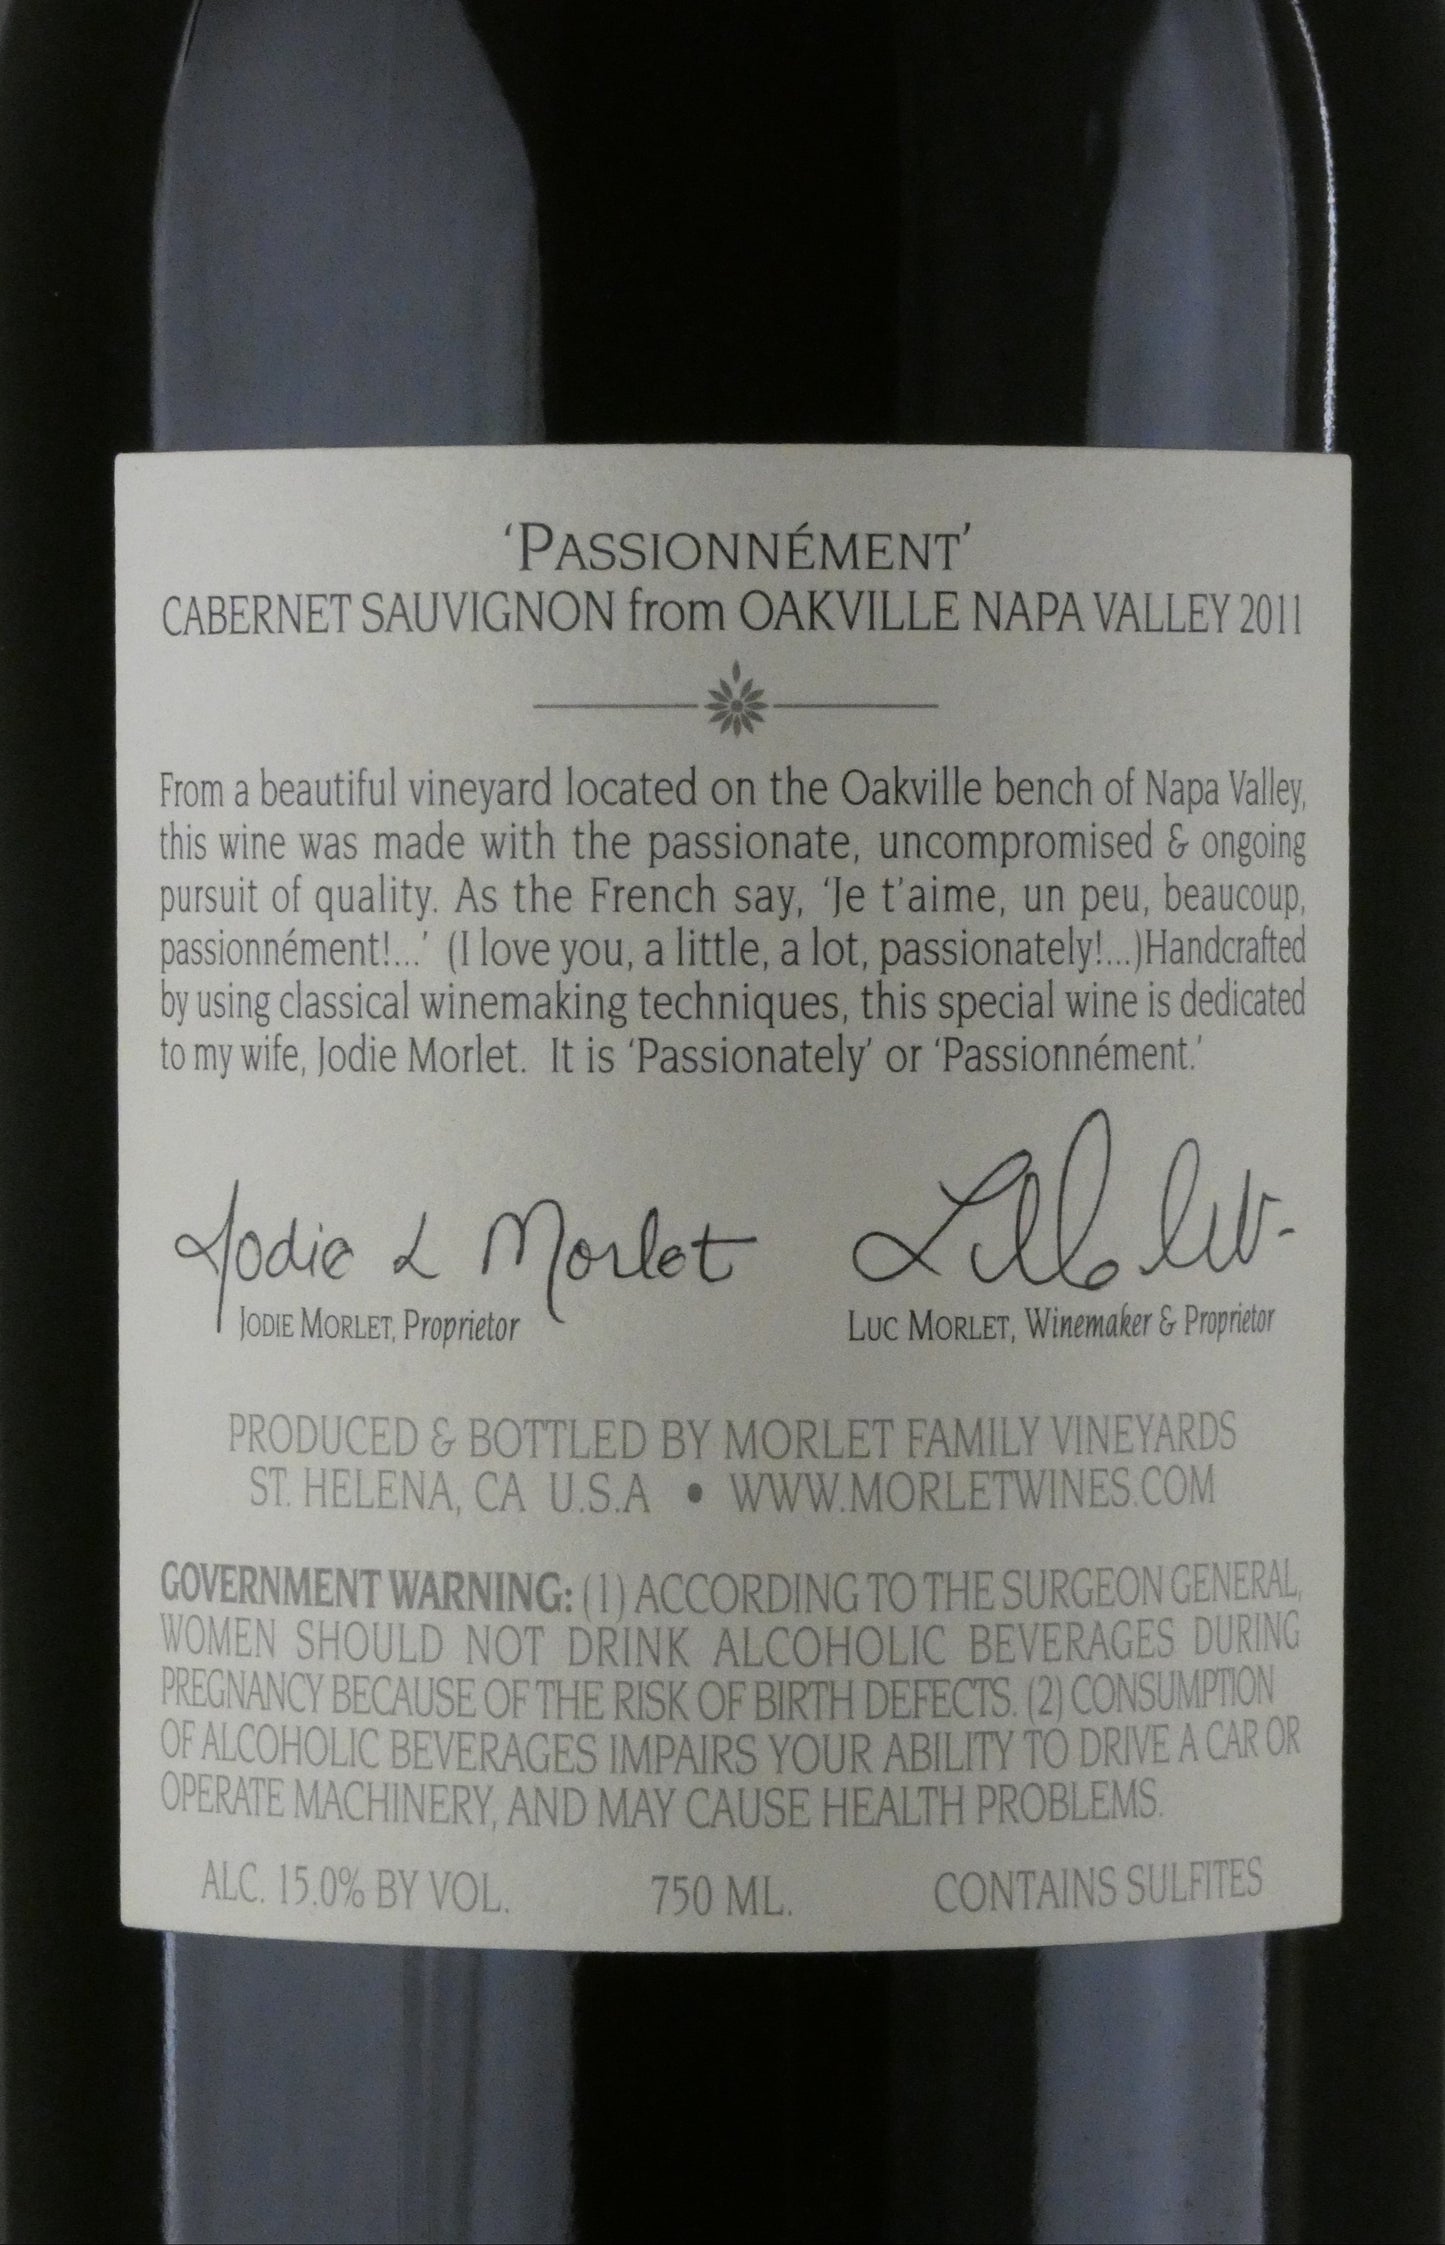 ‘PASSIONNÉMENT’
CABERNET SAUVIGNON from OAKVILLE NAPA VALLEY 2011
From a beautiful vineyard located on the Oakville bench of Napa Valley,
this wine was made with the passionate, uncompromised & ongoing
pursuit of quality. As the French say, ‘Je t’aime, un peu, beaucoup,
passionnément!...’ (I love you, a little, a lot, passionately!...)Handcrafted
by using classical winemaking techniques, this special wine is dedicated
to my wife, Jodie Morlet. It is ‘Passionately’ or ‘Passionnément.’
Jodie L Morlet
JODIE MORLET, Proprietor
LUC MORLET, Winemaker & Proprietor
PRODUCED & BOTTLED BY MORLET FAMILY VINEYARDS
ST. HELENA, CA U.S.A • WWW.MORLETWINES.COM
GOVERNMENT WARNING: (1) ACCORDING TO THE SURGEON GENERAL,
WOMEN SHOULD NOT DRINK ALCOHOLIC BEVERAGES DURING
PREGNANCY BECAUSE OF THE RISK OF BIRTH DEFECTS. (2) CONSUMPTION
OF ALCOHOLIC BEVERAGES IMPAIRS YOUR ABILITY TO DRIVE A CAR OR
OPERATE MACHINERY, AND MAY CAUSE HEALTH PROBLEMS.
ALC. 15.0% BY VOL. 750 ML. CONTAINS SULFITES